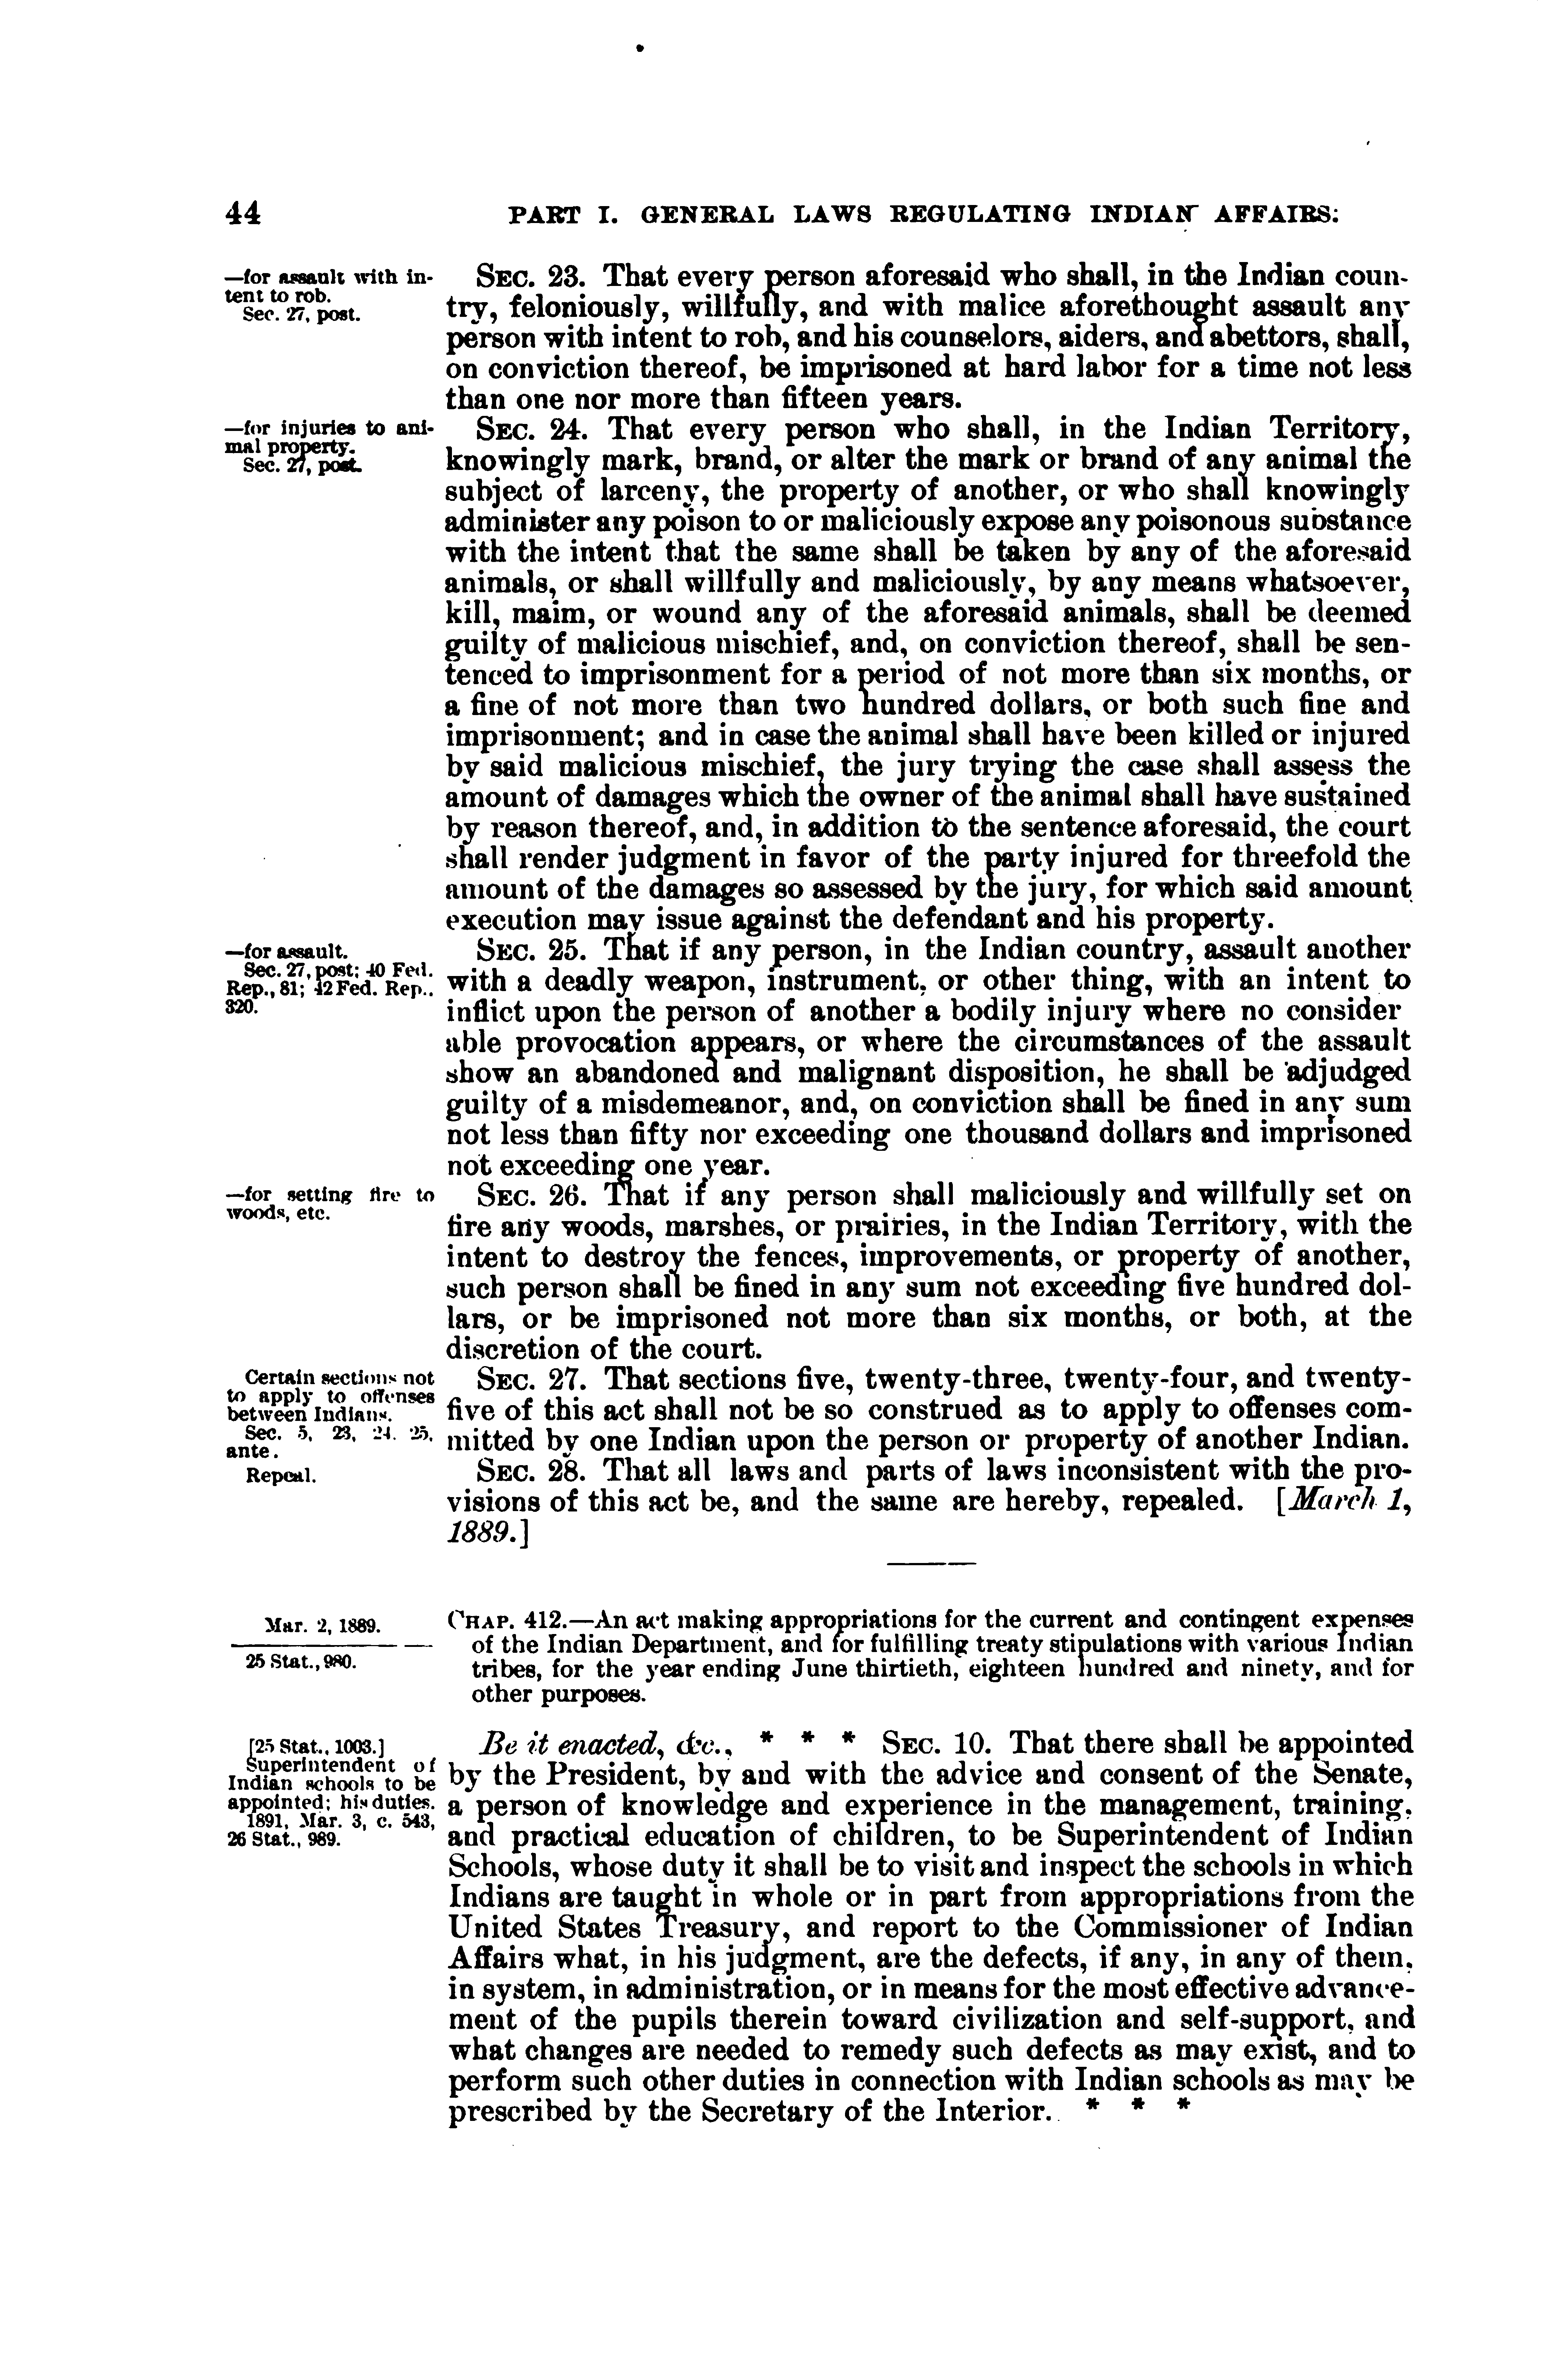 44 PART I. GENERAL LAWS REGULATING INDIAN AFFAIRS:
—for assault with in-
tent to rob.
Sec. 27, post.
SEC. 23. That every person aforesaid who shall, in the Indian coun-
try, feloniously, willfully, and with malice aforethought assault any
person with intent to rob, and his counselors, aiders, and abettors, shall,
on conviction thereof, be imprisoned at hard labor for a time not less
than one nor more than fifteen years.
—for injuries to ani-
mal property.
Sec. 27, post.
SEC. 24. That every person who shall, in the Indian Territory,
knowingly mark, brand, or alter the mark or brand of any animal the
subject of larceny, the property of another, or who shall knowingly
administer any poison to or maliciously expose any poisonous substance
with the intent that the same shall be taken by any of the aforesaid
animals, or shall willfully and maliciously, by any means whatsoever,
kill, maim, or wound any of the aforesaid animals, shall be deemed
guilty of malicious mischief, and, on conviction thereof, shall be sen-
tenced to imprisonment for a period of not more than six months, or
a fine of not more than two hundred dollars, or both such fine and
imprisonment; and in case the animal shall have been killed or injured
by said malicious mischief, the jury trying the case shall assess the
amount of damages which the owner of the animal shall have sustained
by reason thereof, and, in addition to the sentence aforesaid, the court
shall render judgment in favor of the party injured for threefold the
amount of the damages so assessed by the jury, for which said amount
execution may issue against the defendant and his property.
—for assault.
Sec. 27, post; 40 Fed.
Rep., 81; 42 Fed. Rep.,
320.
SEC. 25. That if any person, in the Indian country, assault another
with a deadly weapon, instrument, or other thing, with an intent to
inflict upon the person of another a bodily injury where no consider
able provocation appears, or where the circumstances of the assault
show an abandoned and malignant disposition, he shall be adjudged
guilty of a misdemeanor, and, on conviction shall be fined in any sum
not less than fifty nor exceeding one thousand dollars and imprisoned
not exceeding one year.
—for setting fire to
woods, etc.
SEC. 26. That if any person shall maliciously and willfully set on
fire any woods, marshes, or prairies, in the Indian Territory, with the
intent to destroy the fences, improvements, or property of another,
such person shall be fined in any sum not exceeding five hundred dol-
lars, or be imprisoned not more than six months, or both, at the
discretion of the court.
Certain sections not
to apply to offenses
between Indians.
Sec. 5, 23, 24, 25,
ante.
SEC. 27. That sections five, twenty-three, twenty-four, and twenty-
five of this act shall not be so construed as to apply to offenses com-
mitted by one Indian upon the person or property of another Indian.
Repeal.
SEC. 28. That all laws and parts of laws inconsistent with the pro-
visions of this act be, and the same are hereby, repealed. [March 1,
1889.]
Mar. 2, 1889.
25 Stat., 980.
CHAP. 412.—An act making appropriations for the current and contingent expenses
of the Indian Department, and for fulfilling treaty stipulations with various Indian
tribes, for the year ending June thirtieth, eighteen hundred and ninety, and for
other purposes.
[25 Stat., 1003.]
Superintendent of
Indian schools to be
appointed; his duties.
1891, Mar. 3, c. 543,
26 Stat., 989.
Be it enacted, &c., * * * SEC. 10. That there shall be appointed
by the President, by and with the advice and consent of the Senate,
a person of knowledge and experience in the management, training,
and practical education of children, to be Superintendent of Indian
Schools, whose duty it shall be to visit and inspect the schools in which
Indians are taught in whole or in part from appropriations from the
United States Treasury, and report to the Commissioner of Indian
Affairs what, in his judgment, are the defects, if any, in any of them,
in system, in administration, or in means for the most effective advance-
ment of the pupils therein toward civilization and self-support, and
what changes are needed to remedy such defects as may exist, and to
perform such other duties in connection with Indian schools as may be
prescribed by the Secretary of the Interior. * * *